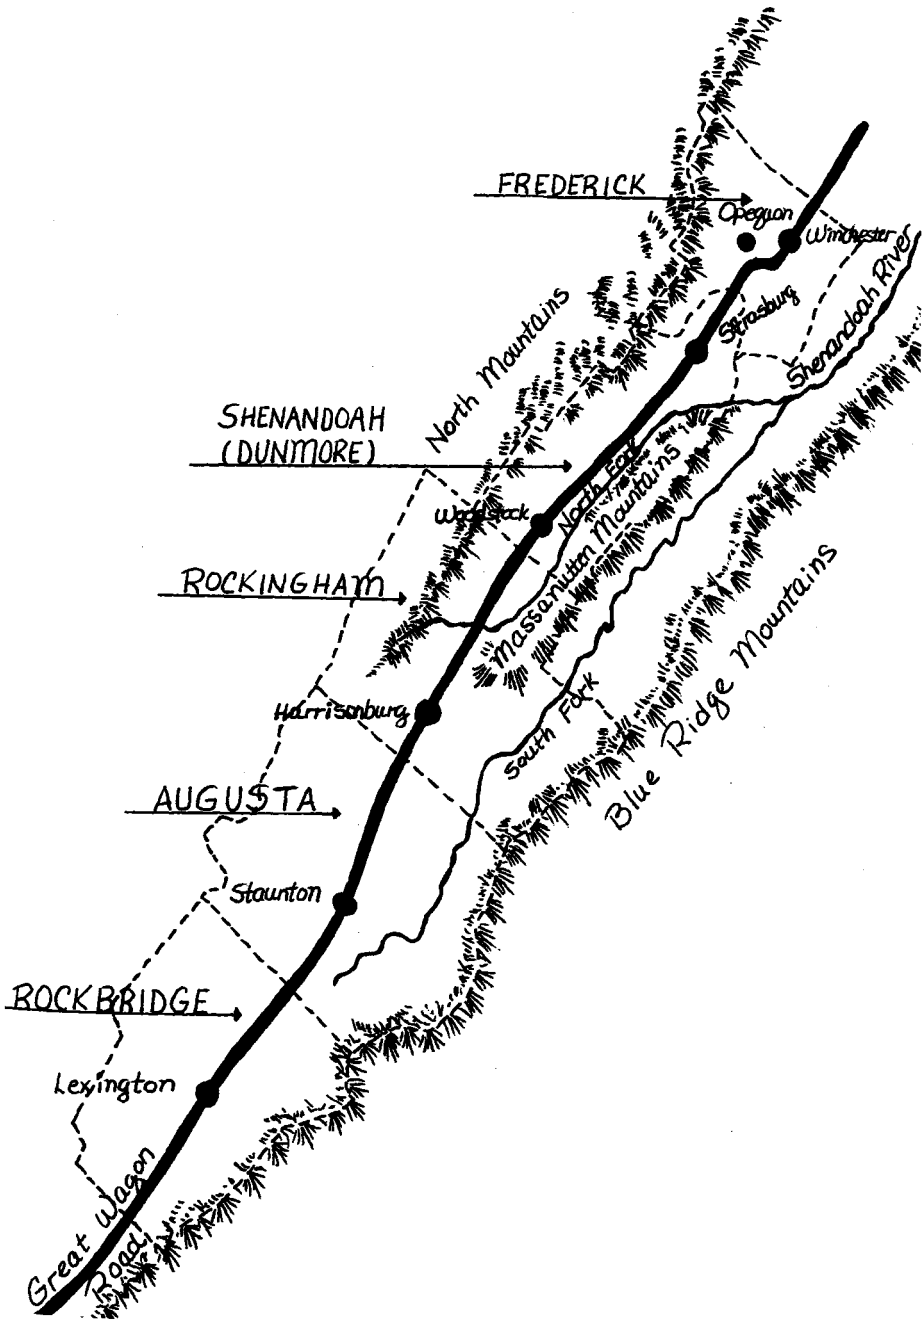 FREDERICK
Opequon
Winchester
Shenandoah River
Strasburg
North Mountains
SHENANDOAH
(DUNMORE)
North Fork
Woodstock
Massanutten Mountains
ROCKINGHAM
Blue Ridge Mountains
South Fork
Harrisonburg
AUGUSTA
Staunton
ROCKBRIDGE
Lexington
Great Wagon
Road